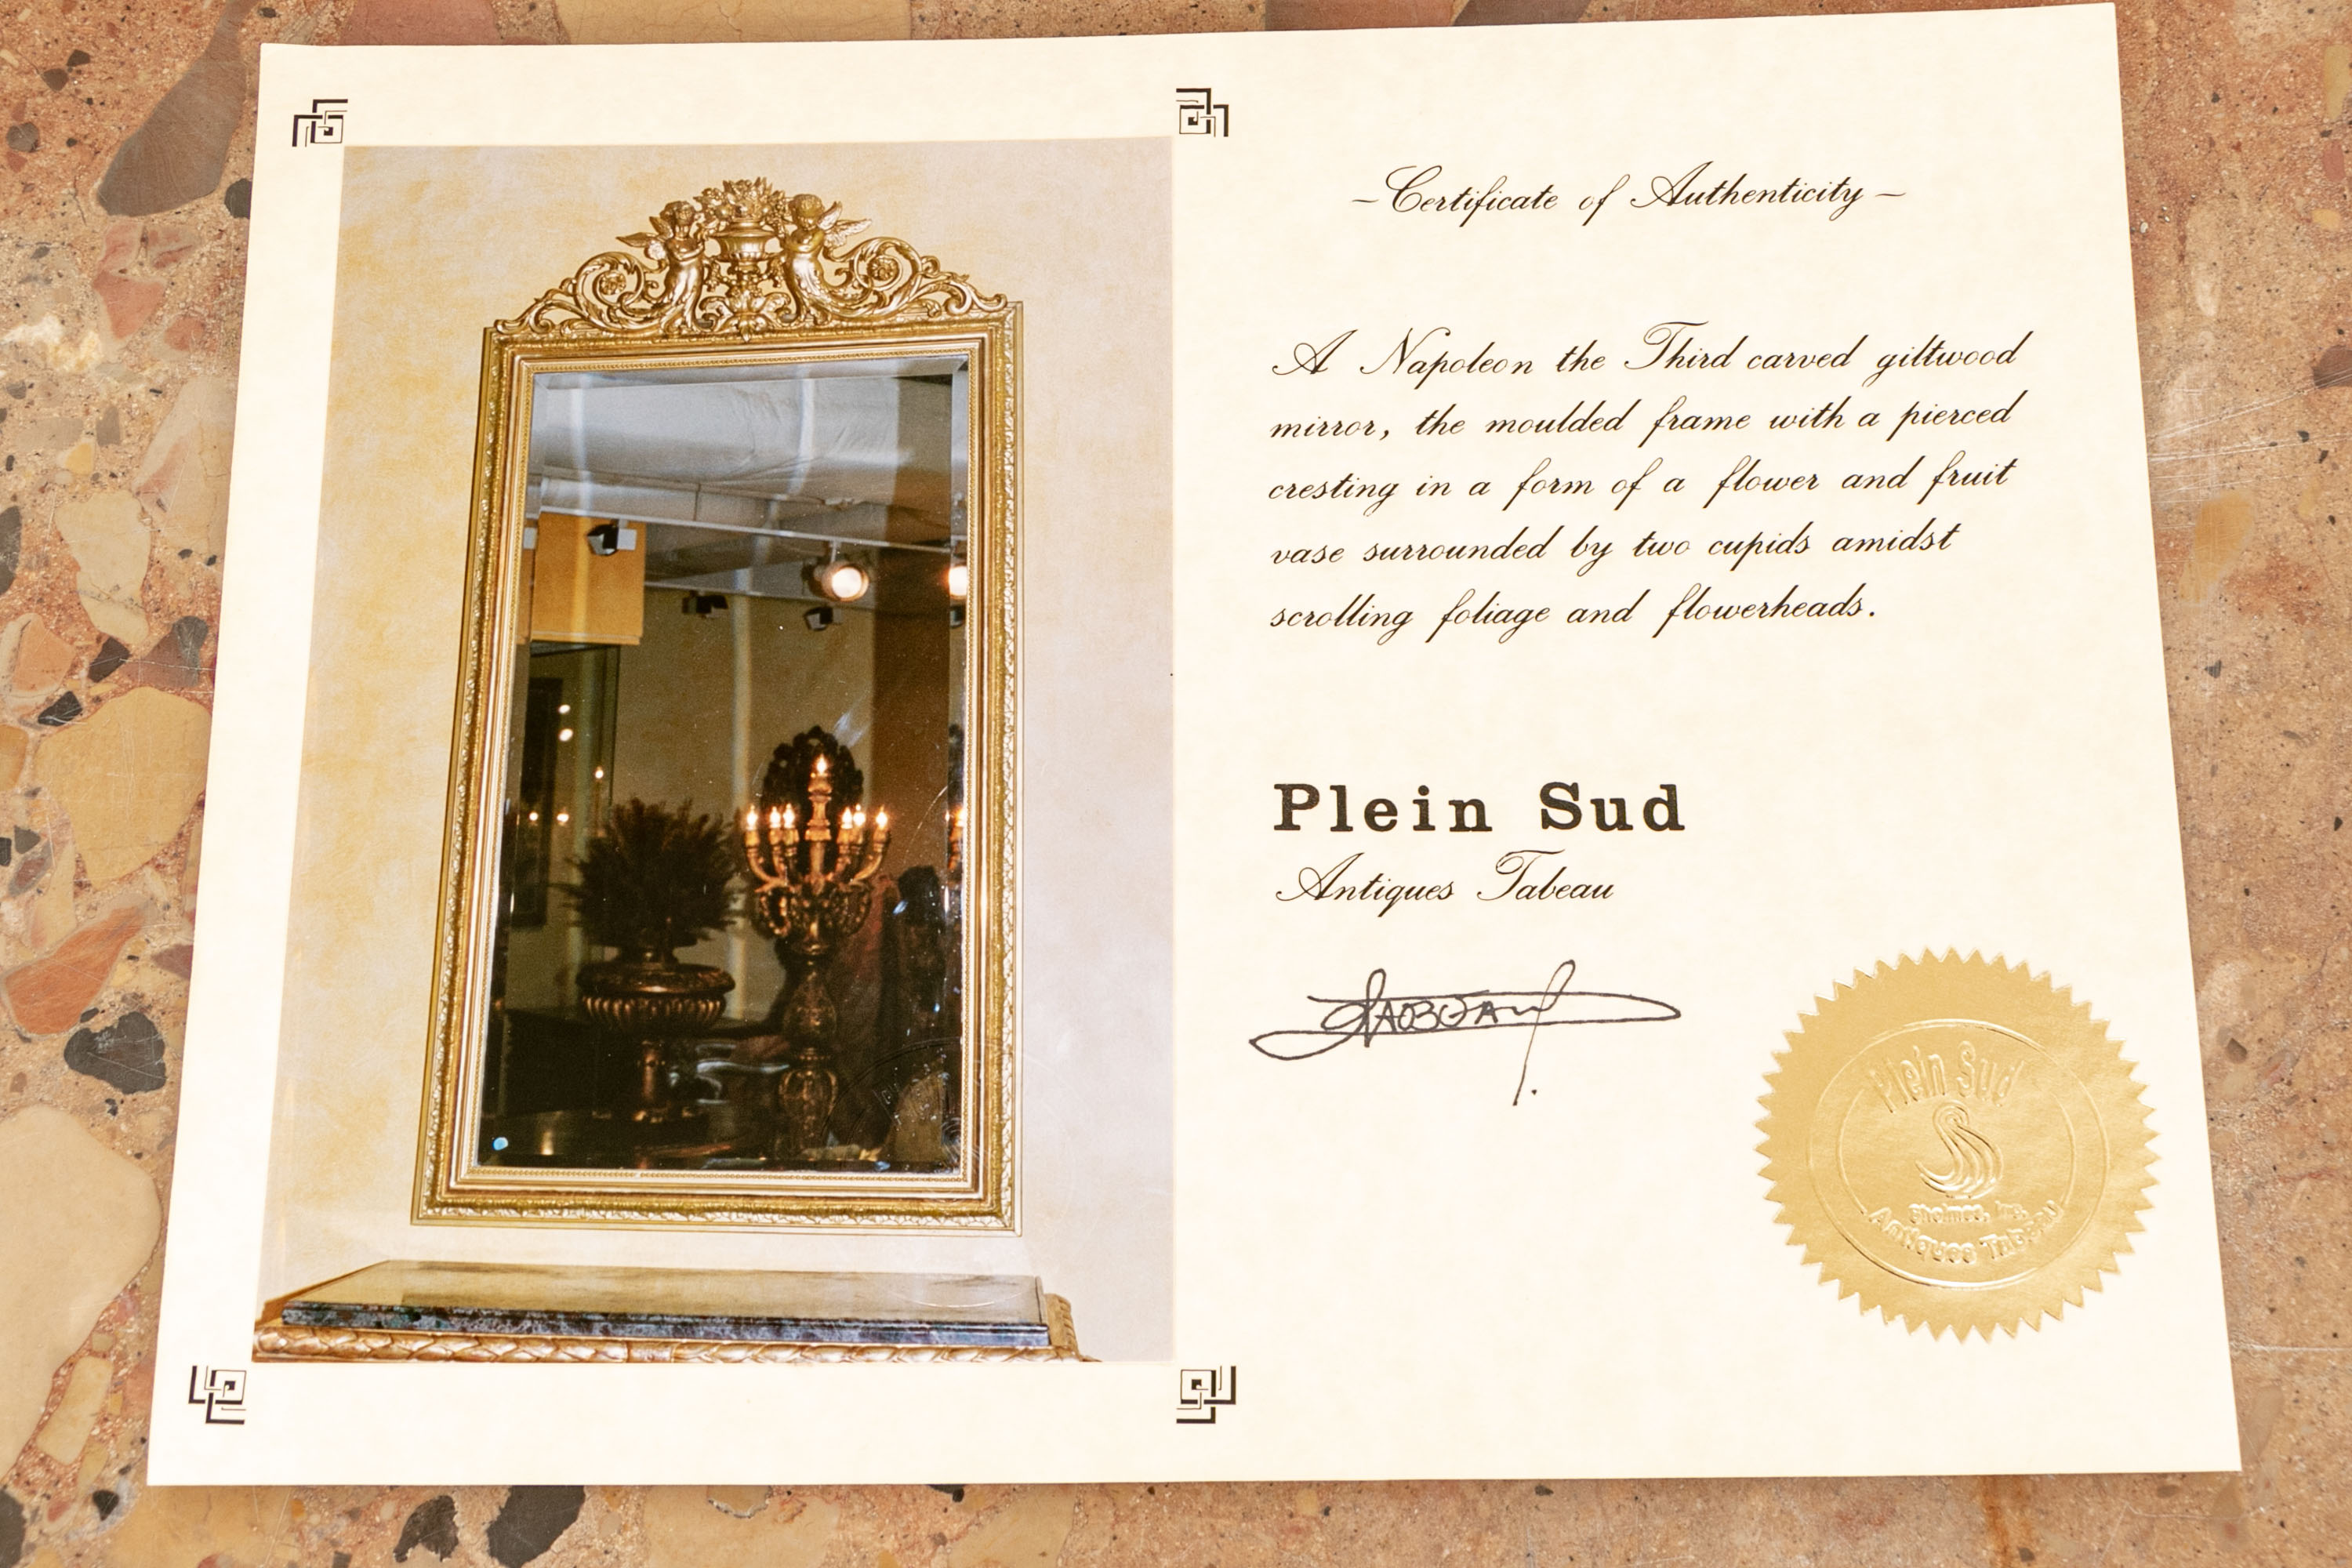 - Certificate of Authenticity -
A Napoleon the Third carved giltwood
mirror, the moulded frame with a pierced
cresting in a form of a flower and fruit
vase surrounded by two cupids amidst
scrolling foliage and flowerheads.
Plein Sud
Antiques Tabeau
Plein Sud
Inc.
Antiques Tabeau